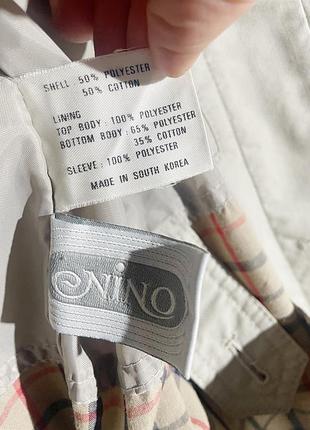 SHELL: 50% POLYESTER
50% COTTON
LINING
TOP BODY: 100% POLYESTER
BOTTOM BODY: 65% POLYESTER
35% COTTON
SLEEVE: 100% POLYESTER
MADE IN SOUTH KOREA
NINO